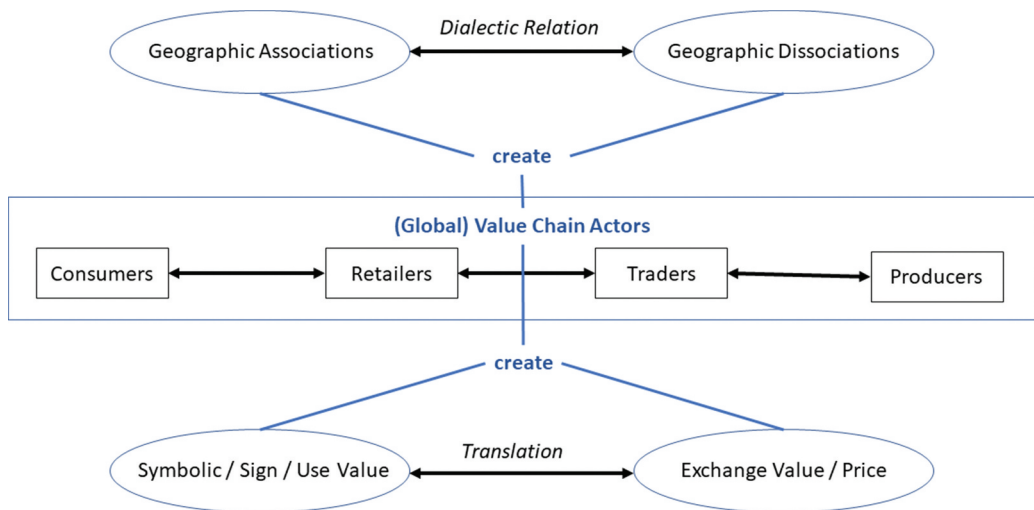 Dialectic Relation
Geographic Associations
Geographic Dissociations
create
(Global) Value Chain Actors
Consumers
Retailers
Traders
Producers
create
Translation
Symbolic / Sign / Use Value
Exchange Value / Price